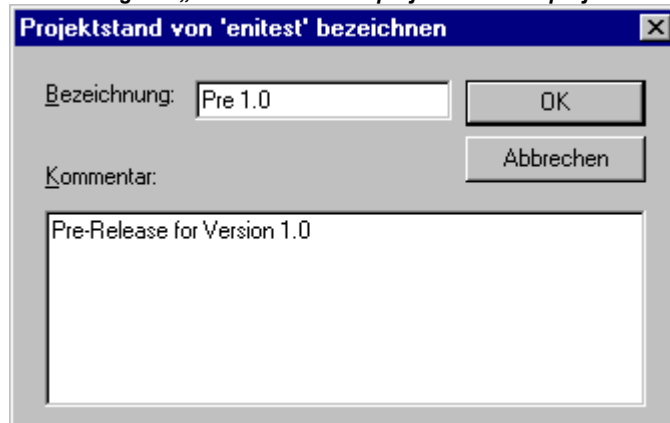 Projektstand von 'enitest' bezeichnen
Bezeichnung: Pre 1.0
OK
Abbrechen
Kommentar:
Pre-Release for Version 1.0